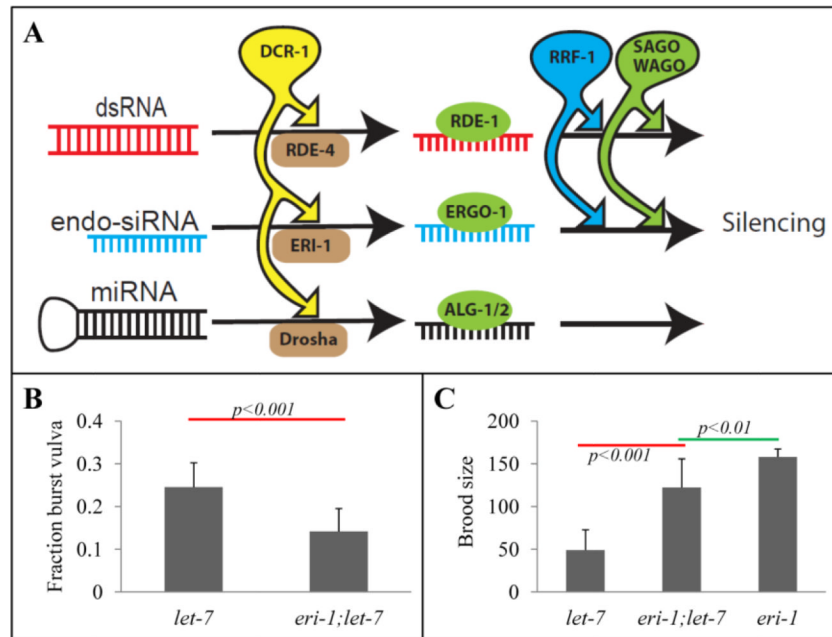 A
DCR-1
RRF-1
SAGO
WAGO
dsRNA
RDE-4
RDE-1
endo-siRNA
ERI-1
ERGO-1
Silencing
miRNA
Drosha
ALG-1/2
B
p<0.001
Fraction burst vulva
0.4
0.3
0.2
0.1
0
let-7
eri-1;let-7
C
p<0.01
p<0.001
Brood size
200
150
100
50
0
let-7
eri-1;let-7
eri-1